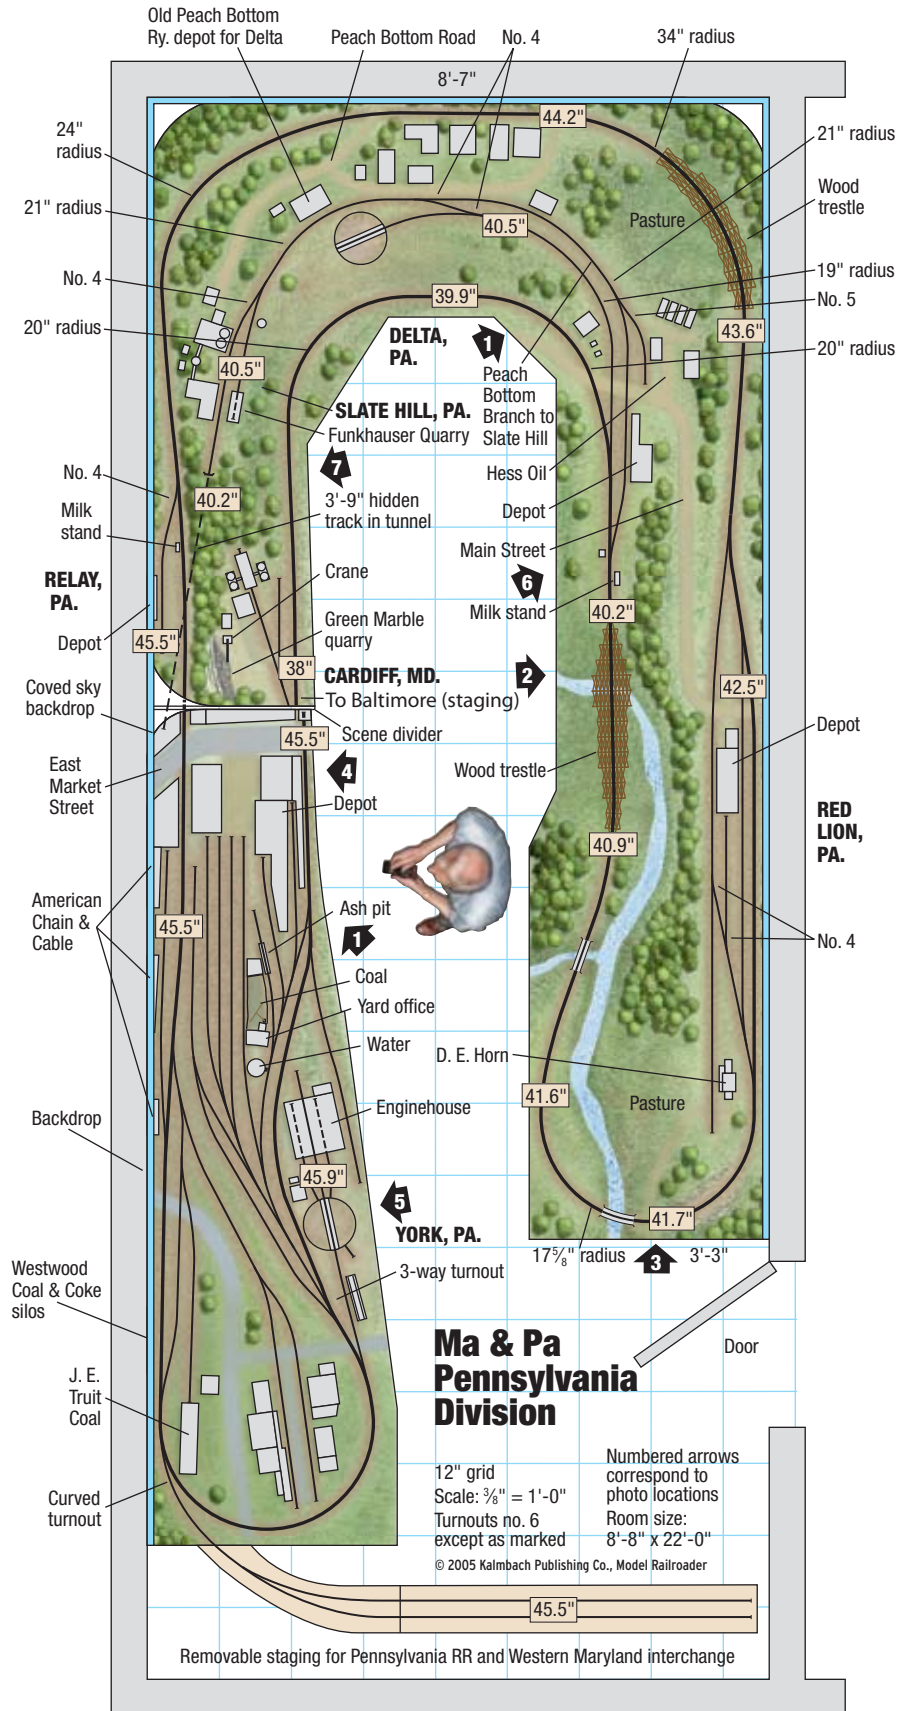 Old Peach Bottom
Ry. depot for Delta
Peach Bottom Road
No. 4
34" radius
8'-7"
24"
radius
44.2"
21" radius
21" radius
Wood
trestle
Pasture
40.5"
No. 4
19" radius
39.9"
No. 5
20" radius
43.6"
DELTA,
PA.
1
20" radius
40.5"
Peach
Bottom
Branch to
Slate Hill
SLATE HILL, PA.
Funkhauser Quarry
7
Hess Oil
No. 4
40.2"
3'-9" hidden
track in tunnel
Depot
Milk
stand
Main Street
RELAY,
PA.
Crane
6
Milk stand
40.2"
Green Marble
quarry
Depot
45.5"
38"
CARDIFF, MD.
2
42.5"
Coved sky
backdrop
To Baltimore (staging)
45.5"
Scene divider
Depot
East
Market
Street
4
Wood trestle
Depot
RED
LION,
PA.
40.9"
American
Chain &
Cable
45.5"
Ash pit
1
No. 4
Coal
Yard office
Water
D. E. Horn
41.6"
Pasture
Enginehouse
Backdrop
45.9"
5
YORK, PA.
41.7"
17⅝" radius
3
3'-3"
3-way turnout
Westwood
Coal & Coke
silos
Door
Ma & Pa
Pennsylvania
Division
J. E.
Truit
Coal
12" grid
Scale: ⅜" = 1'-0"
Turnouts no. 6
except as marked
Numbered arrows
correspond to
photo locations
Room size:
8'-8" x 22'-0"
© 2005 Kalmbach Publishing Co., Model Railroader
Curved
turnout
45.5"
Removable staging for Pennsylvania RR and Western Maryland interchange